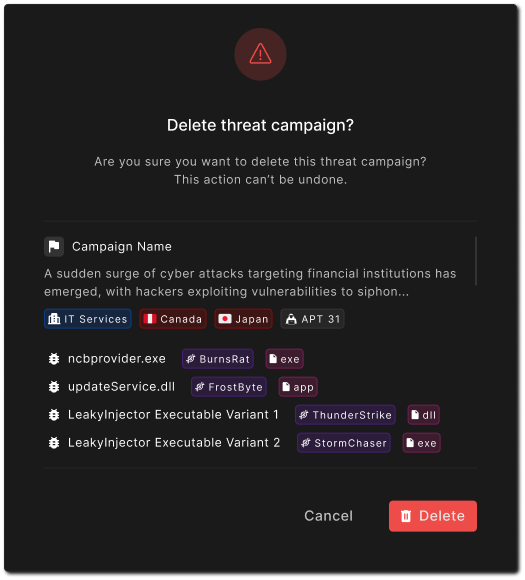 Delete threat campaign?
Are you sure you want to delete this threat campaign?
This action can't be undone.
Campaign Name
A sudden surge of cyber attacks targeting financial institutions has
emerged, with hackers exploiting vulnerabilities to siphon...
IT Services Canada Japan APT 31
ncbprovider.exe BurnsRat exe
updateService.dll FrostByte app
LeakyInjector Executable Variant 1 ThunderStrike dll
LeakyInjector Executable Variant 2 StormChaser exe
Cancel Delete